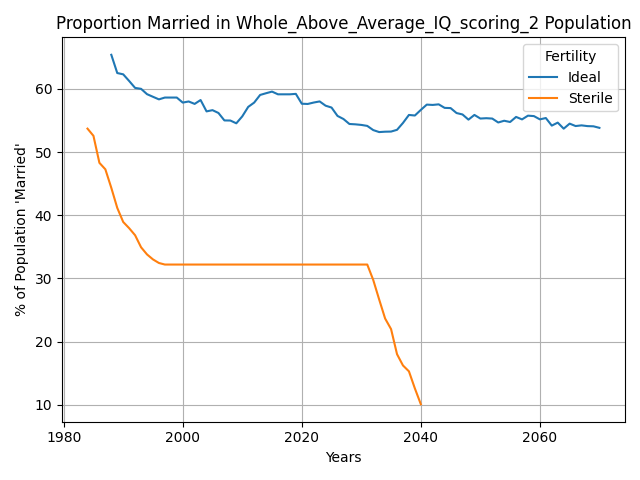 Proportion Married in Whole_Above_Average_IQ_scoring_2 Population
% of Population 'Married'
60
50
40
30
20
10
1980
2000
2020
2040
2060
Years
Fertility
Ideal
Sterile